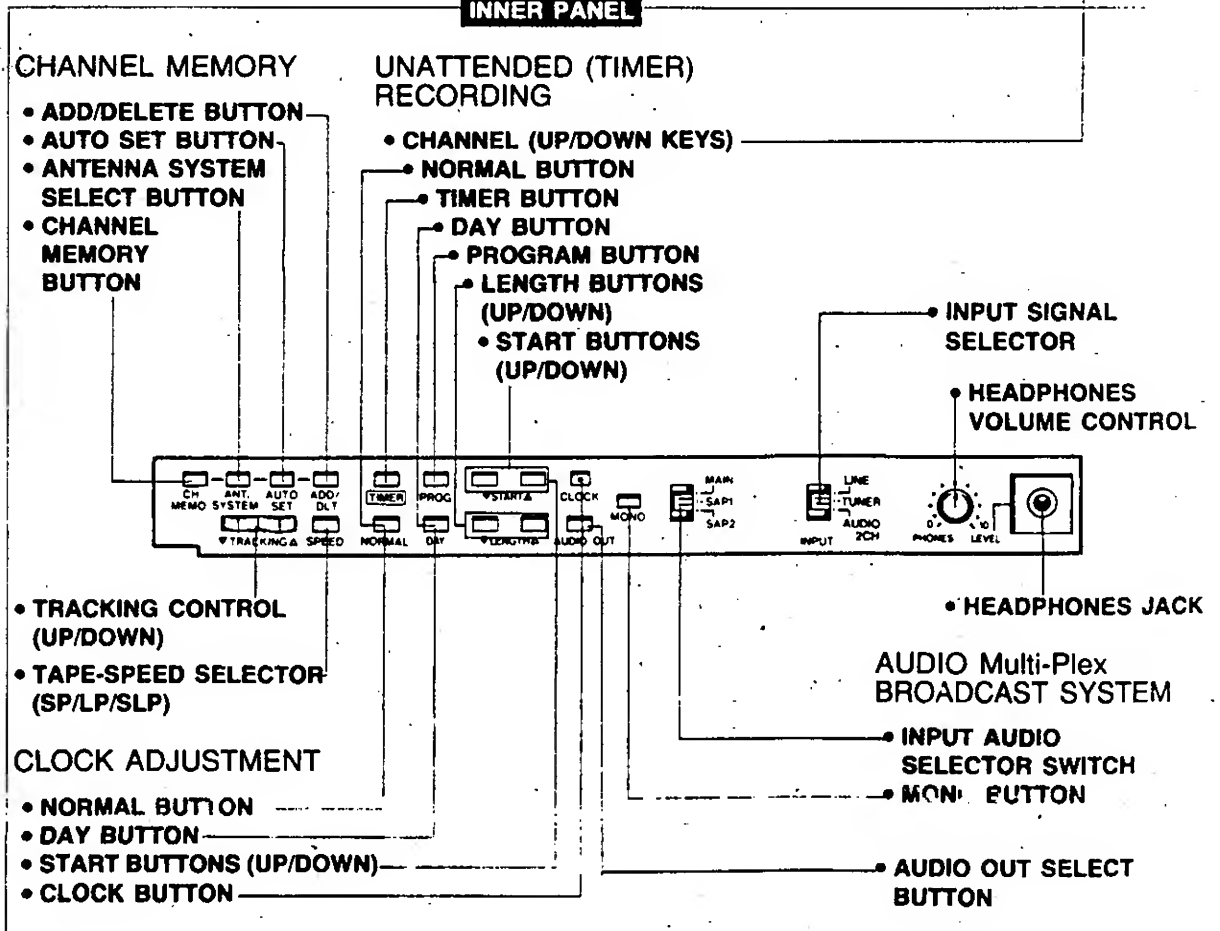 INNER PANEL
CHANNEL MEMORY
• ADD/DELETE BUTTON
• AUTO SET BUTTON
• ANTENNA SYSTEM
SELECT BUTTON
• CHANNEL
MEMORY
BUTTON
UNATTENDED (TIMER)
RECORDING
• CHANNEL (UP/DOWN KEYS)
• NORMAL BUTTON
• TIMER BUTTON
• DAY BUTTON
• PROGRAM BUTTON
• LENGTH BUTTONS
(UP/DOWN)
• START BUTTONS
(UP/DOWN)
• INPUT SIGNAL
SELECTOR
• HEADPHONES
VOLUME CONTROL
CH
MEMO
ANT.
SYSTEM
AUTO
SET
ADD/
DLT
TIMER
PROG
▼START▲
CLOCK
MONO
MAIN
SAP1
SAP2
LINE
TUNER
AUDIO
2CH
INPUT
0
10
PHONES LEVEL
▼TRACKING▲
SPEED
NORMAL
DAY
▼LENGTH▲
AUDIO OUT
• TRACKING CONTROL
(UP/DOWN)
• TAPE-SPEED SELECTOR
(SP/LP/SLP)
• HEADPHONES JACK
CLOCK ADJUSTMENT
• NORMAL BUTTON
• DAY BUTTON
• START BUTTONS (UP/DOWN)
• CLOCK BUTTON
AUDIO Multi-Plex
BROADCAST SYSTEM
• INPUT AUDIO
SELECTOR SWITCH
• MONO BUTTON
• AUDIO OUT SELECT
BUTTON